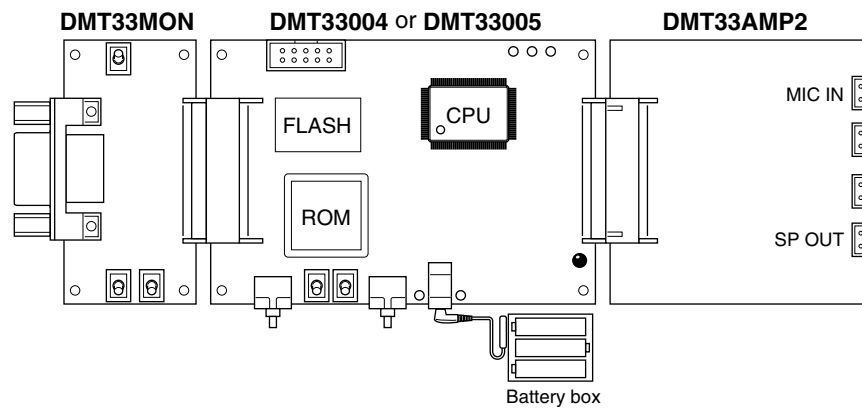 DMT33MON
DMT33004 or DMT33005
DMT33AMP2
MIC IN
CPU
FLASH
ROM
SP OUT
Battery box